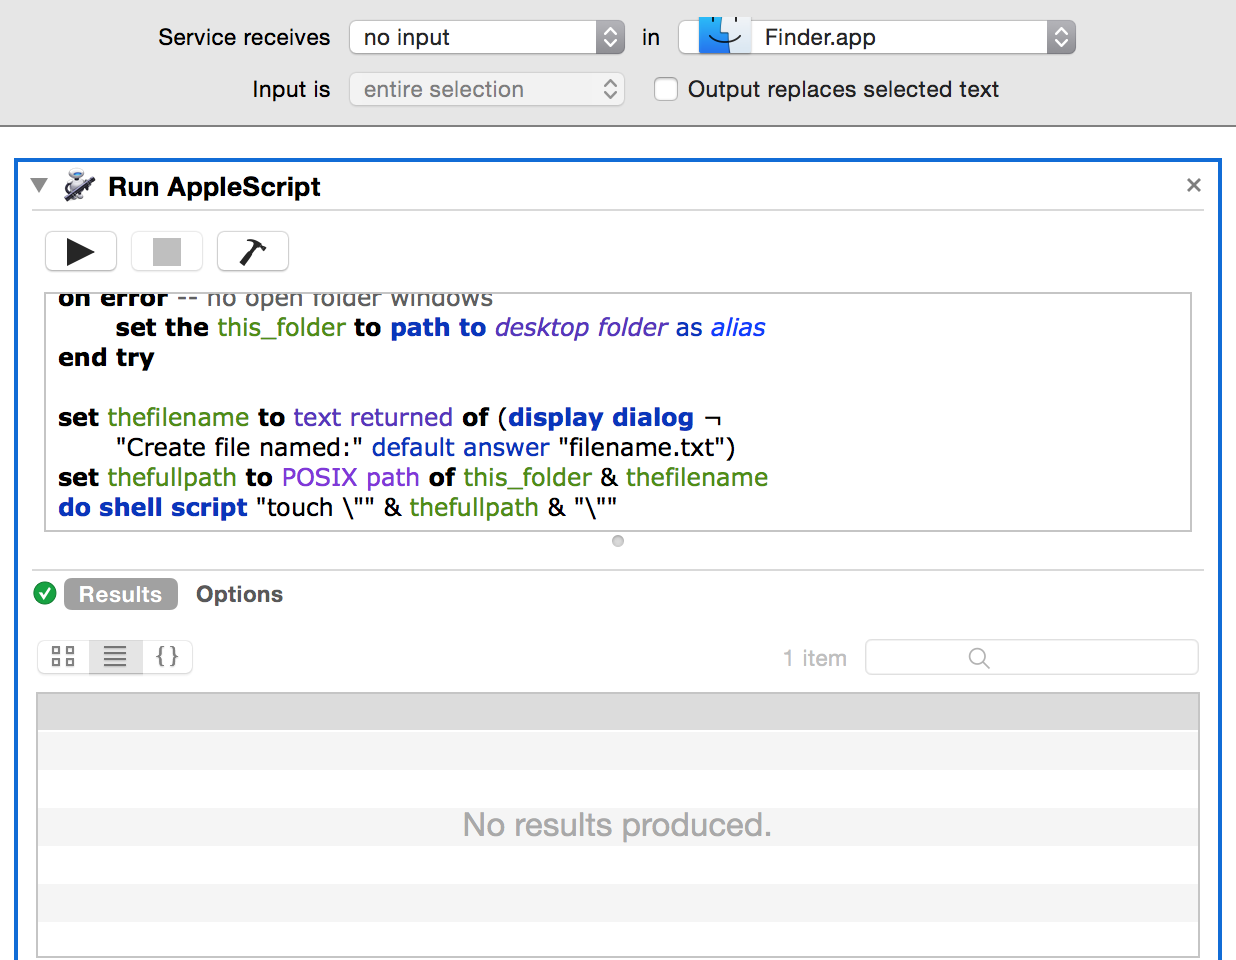 Service receives no input in Finder.app
Input is entire selection Output replaces selected text
Run AppleScript
on error -- no open folder windows
set the this_folder to path to desktop folder as alias
end try
set thefilename to text returned of (display dialog ¬
"Create file named:" default answer "filename.txt")
set thefullpath to POSIX path of this_folder & thefilename
do shell script "touch \"" & thefullpath & "\""
Results Options
{} 1 item
No results produced.